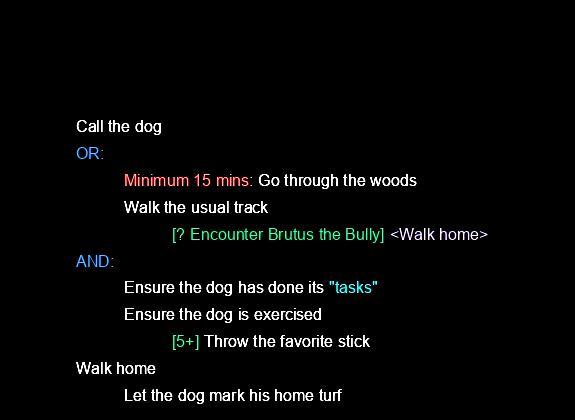 Call the dog
OR:
Minimum 15 mins: Go through the woods
Walk the usual track
[? Encounter Brutus the Bully] <Walk home>
AND:
Ensure the dog has done its "tasks"
Ensure the dog is exercised
[5+] Throw the favorite stick
Walk home
Let the dog mark his home turf